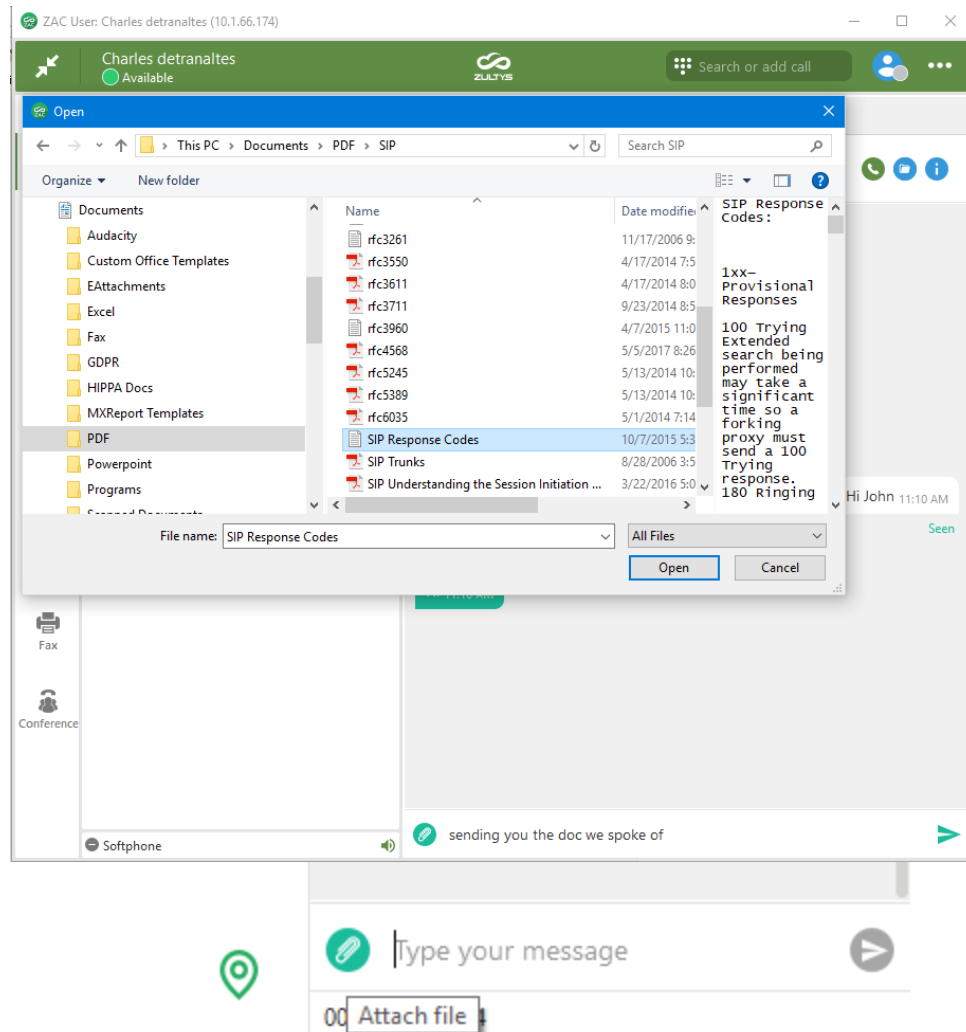 ZAC User: Charles detranaltes (10.1.66.174)
Charles detranaltes
Available
ZULTYS
Search or add call
Open
This PC > Documents > PDF > SIP
Search SIP
Organize
New folder
Documents
Audacity
Custom Office Templates
EAttachments
Excel
Fax
GDPR
HIPPA Docs
MXReport Templates
PDF
Powerpoint
Programs
Name Date modifie
rfc3261 11/17/2006 9:
rfc3550 4/17/2014 7:5
rfc3611 4/17/2014 8:0
rfc3711 9/23/2014 8:5
rfc3960 4/7/2015 11:0
rfc4568 5/5/2017 8:26
rfc5245 5/13/2014 10:
rfc5389 5/13/2014 10:
rfc6035 5/1/2014 7:14
SIP Response Codes 10/7/2015 5:3
SIP Trunks 8/28/2006 3:5
SIP Understanding the Session Initiation ... 3/22/2016 5:0
SIP Response
Codes:
1xx—
Provisional
Responses
100 Trying
Extended
search being
performed
may take a
significant
time so a
forking
proxy must
send a 100
Trying
response.
180 Ringing
File name: SIP Response Codes
All Files
Open
Cancel
Hi John 11:10 AM
Seen
Fax
Conference
Softphone
sending you the doc we spoke of
Type your message
00
Attach file